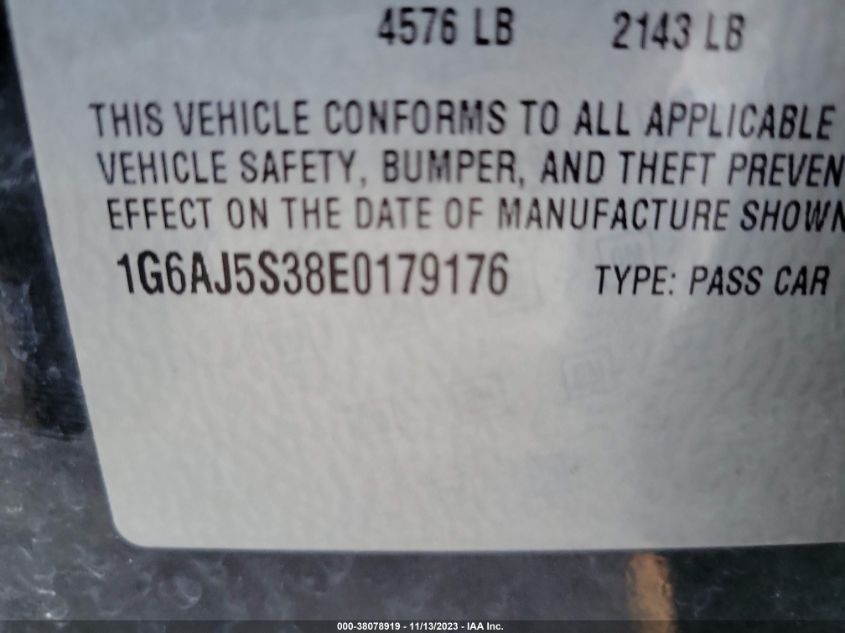 4576 LB 2143 LB
THIS VEHICLE CONFORMS TO ALL APPLICABLE
VEHICLE SAFETY, BUMPER, AND THEFT PREVEN
EFFECT ON THE DATE OF MANUFACTURE SHOWN
1G6AJ5S38E0179176 TYPE: PASS CAR
000-38078919 - 11/13/2023 - IAA Inc.